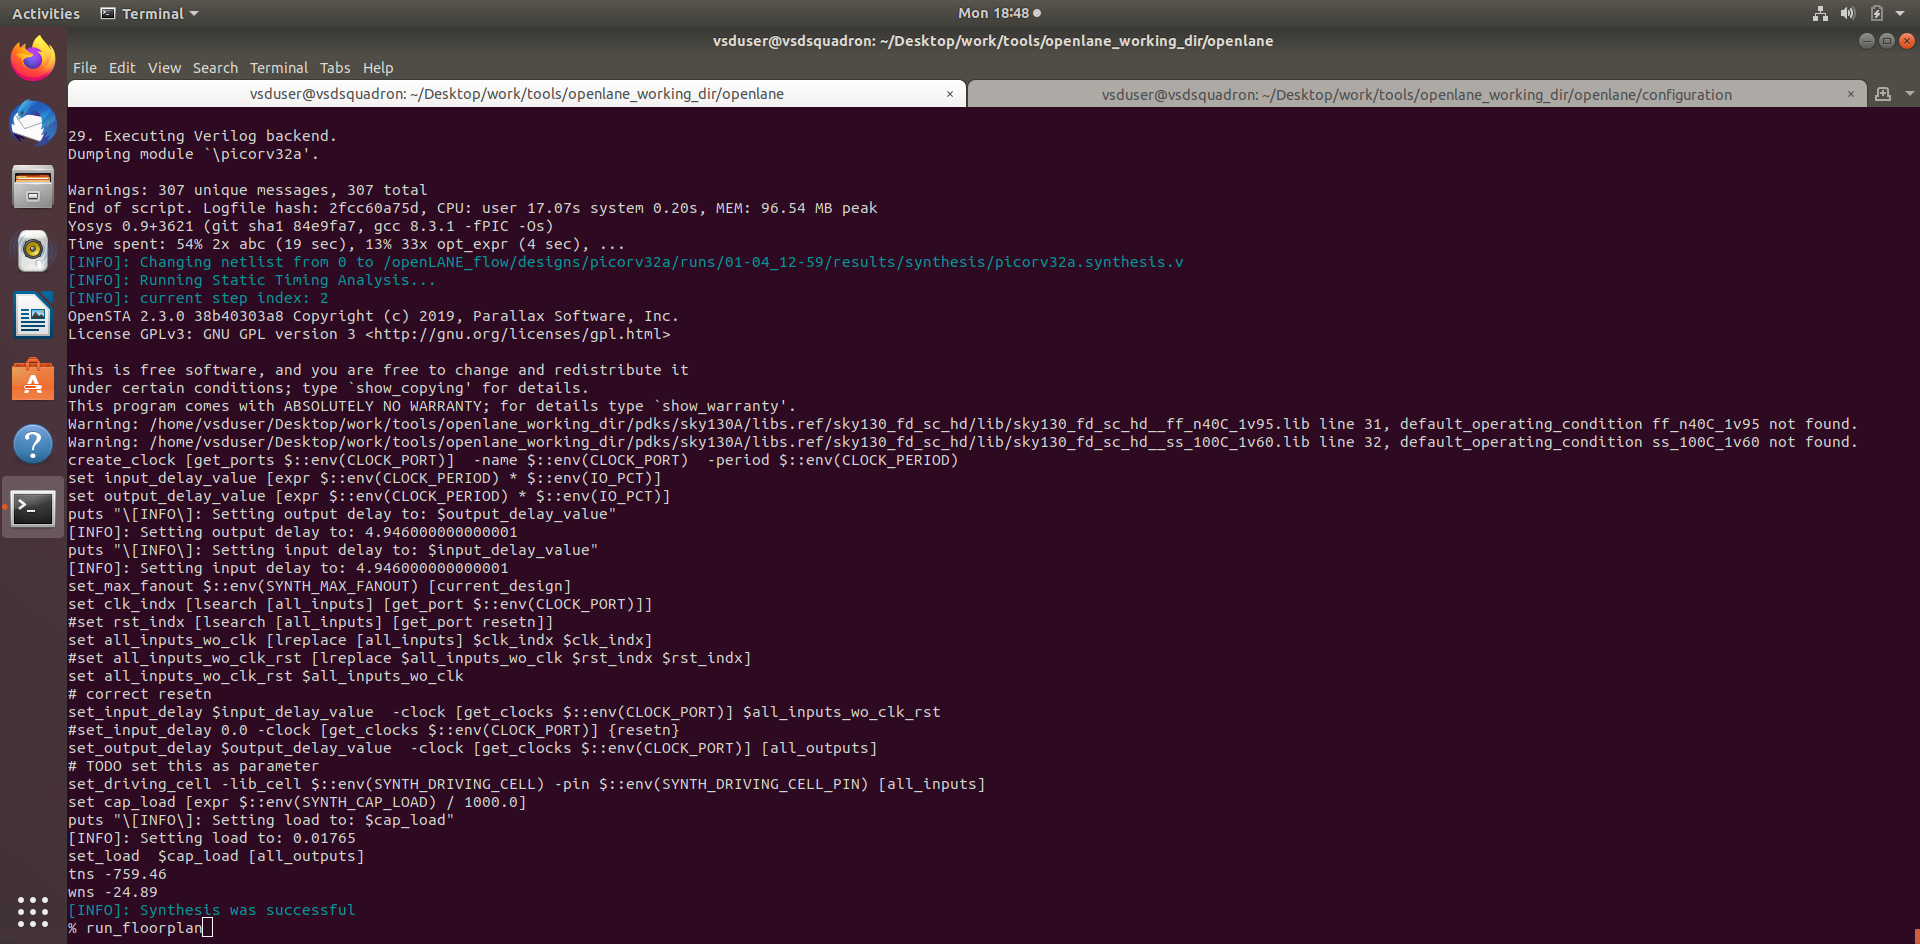 Activities
Terminal
Mon 18:48
vsduser@vsdsquadron: ~/Desktop/work/tools/openlane_working_dir/openlane
File Edit View Search Terminal Tabs Help
vsduser@vsdsquadron: ~/Desktop/work/tools/openlane_working_dir/openlane
vsduser@vsdsquadron: ~/Desktop/work/tools/openlane_working_dir/openlane/configuration
29. Executing Verilog backend.
Dumping module `\picorv32a'.
Warnings: 307 unique messages, 307 total
End of script. Logfile hash: 2fcc60a75d, CPU: user 17.07s system 0.20s, MEM: 96.54 MB peak
Yosys 0.9+3621 (git sha1 84e9fa7, gcc 8.3.1 -fPIC -Os)
Time spent: 54% 2x abc (19 sec), 13% 33x opt_expr (4 sec), ...
[INFO]: Changing netlist from 0 to /openLANE_flow/designs/picorv32a/runs/01-04_12-59/results/synthesis/picorv32a.synthesis.v
[INFO]: Running Static Timing Analysis...
[INFO]: current step index: 2
OpenSTA 2.3.0 38b40303a8 Copyright (c) 2019, Parallax Software, Inc.
License GPLv3: GNU GPL version 3 <http://gnu.org/licenses/gpl.html>
This is free software, and you are free to change and redistribute it
under certain conditions; type `show_copying' for details.
This program comes with ABSOLUTELY NO WARRANTY; for details type `show_warranty'.
Warning: /home/vsduser/Desktop/work/tools/openlane_working_dir/pdks/sky130A/libs.ref/sky130_fd_sc_hd/lib/sky130_fd_sc_hd__ff_n40C_1v95.lib line 31, default_operating_condition ff_n40C_1v95 not found.
Warning: /home/vsduser/Desktop/work/tools/openlane_working_dir/pdks/sky130A/libs.ref/sky130_fd_sc_hd/lib/sky130_fd_sc_hd__ss_100C_1v60.lib line 32, default_operating_condition ss_100C_1v60 not found.
create_clock [get_ports $::env(CLOCK_PORT)]  -name $::env(CLOCK_PORT)  -period $::env(CLOCK_PERIOD)
set input_delay_value [expr $::env(CLOCK_PERIOD) * $::env(IO_PCT)]
set output_delay_value [expr $::env(CLOCK_PERIOD) * $::env(IO_PCT)]
puts "\[INFO\]: Setting output delay to: $output_delay_value"
[INFO]: Setting output delay to: 4.946000000000001
puts "\[INFO\]: Setting input delay to: $input_delay_value"
[INFO]: Setting input delay to: 4.946000000000001
set_max_fanout $::env(SYNTH_MAX_FANOUT) [current_design]
set clk_indx [lsearch [all_inputs] [get_port $::env(CLOCK_PORT)]]
#set rst_indx [lsearch [all_inputs] [get_port resetn]]
set all_inputs_wo_clk [lreplace [all_inputs] $clk_indx $clk_indx]
#set all_inputs_wo_clk_rst [lreplace $all_inputs_wo_clk $rst_indx $rst_indx]
set all_inputs_wo_clk_rst $all_inputs_wo_clk
# correct resetn
set_input_delay $input_delay_value  -clock [get_clocks $::env(CLOCK_PORT)] $all_inputs_wo_clk_rst
#set_input_delay 0.0 -clock [get_clocks $::env(CLOCK_PORT)] {resetn}
set_output_delay $output_delay_value  -clock [get_clocks $::env(CLOCK_PORT)] [all_outputs]
# TODO set this as parameter
set_driving_cell -lib_cell $::env(SYNTH_DRIVING_CELL) -pin $::env(SYNTH_DRIVING_CELL_PIN) [all_inputs]
set cap_load [expr $::env(SYNTH_CAP_LOAD) / 1000.0]
puts "\[INFO\]: Setting load to: $cap_load"
[INFO]: Setting load to: 0.01765
set_load  $cap_load [all_outputs]
tns -759.46
wns -24.89
[INFO]: Synthesis was successful
% run_floorplan